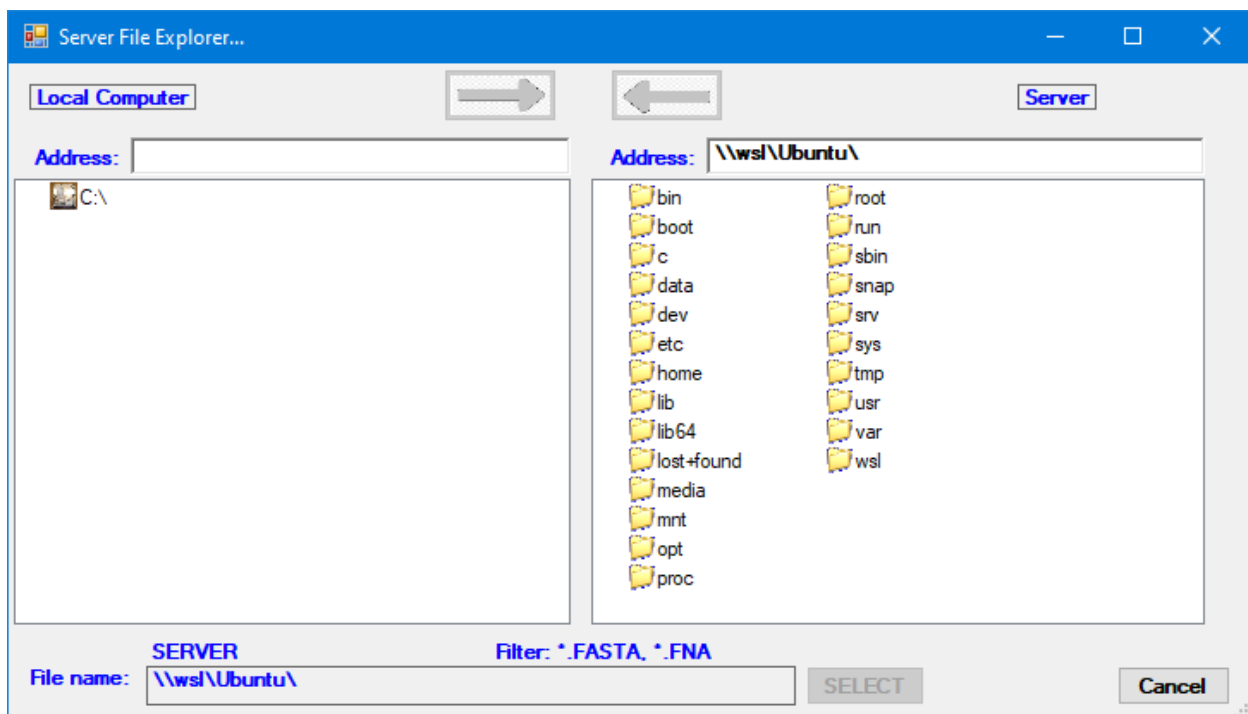 Server File Explorer...
Local Computer
Server
Address:
Address: \\wsl\Ubuntu\
C:\
bin
boot
c
data
dev
etc
home
lib
lib64
lost+found
media
mnt
opt
proc
root
run
sbin
snap
srv
sys
tmp
usr
var
wsl
SERVER
Filter: *.FASTA, *.FNA
File name: \\wsl\Ubuntu\
SELECT
Cancel